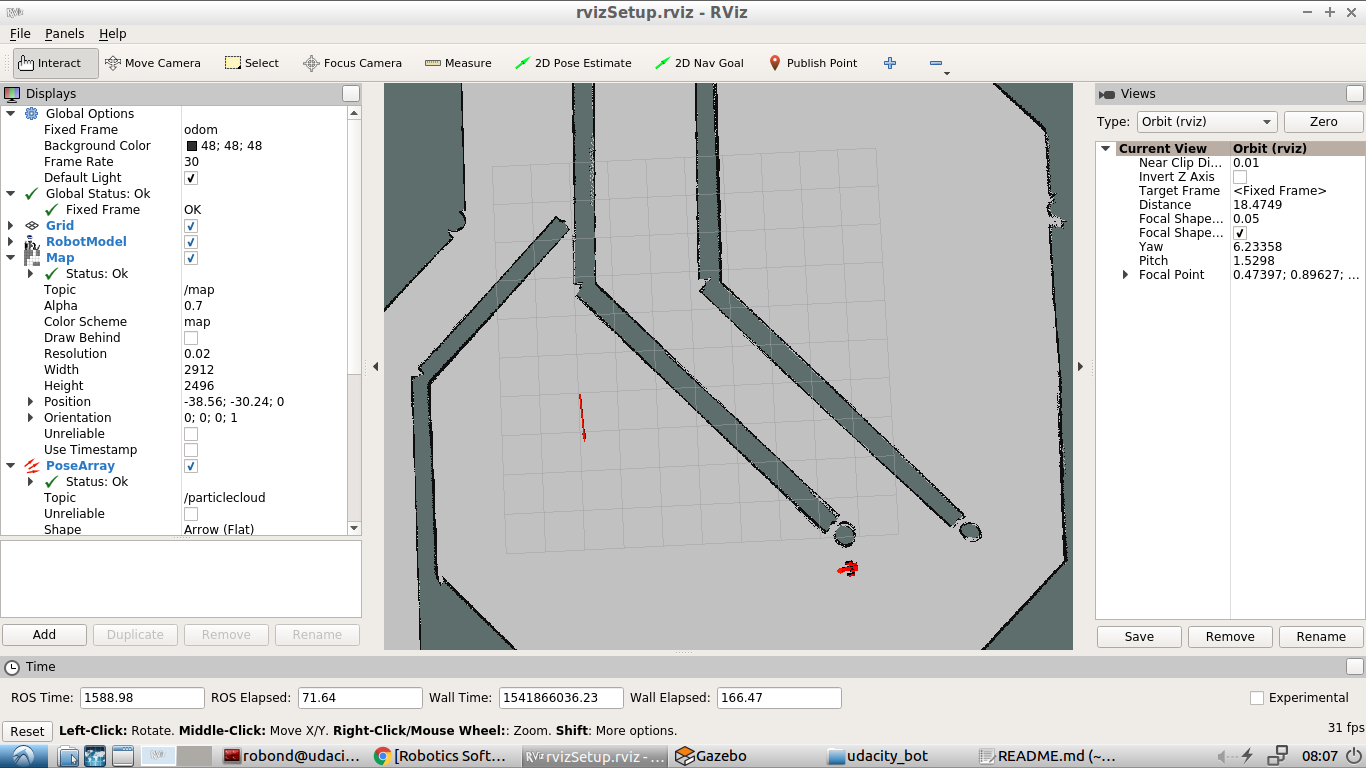 rvizSetup.rviz - RViz
File Panels Help
Interact Move Camera Select Focus Camera Measure 2D Pose Estimate 2D Nav Goal Publish Point
Displays
Global Options
Fixed Frame odom
Background Color 48; 48; 48
Frame Rate 30
Default Light
Global Status: Ok
Fixed Frame OK
Grid
RobotModel
Map
Status: Ok
Topic /map
Alpha 0.7
Color Scheme map
Draw Behind
Resolution 0.02
Width 2912
Height 2496
Position -38.56; -30.24; 0
Orientation 0; 0; 0; 1
Unreliable
Use Timestamp
PoseArray
Status: Ok
Topic /particlecloud
Unreliable
Shape Arrow (Flat)
Add Duplicate Remove Rename
Views
Type: Orbit (rviz) Zero
Current View Orbit (rviz)
Near Clip Di... 0.01
Invert Z Axis
Target Frame <Fixed Frame>
Distance 18.4749
Focal Shape... 0.05
Focal Shape...
Yaw 6.23358
Pitch 1.5298
Focal Point 0.47397; 0.89627; ...
Save Remove Rename
Time
ROS Time: 1588.98 ROS Elapsed: 71.64 Wall Time: 1541866036.23 Wall Elapsed: 166.47 Experimental
Reset Left-Click: Rotate. Middle-Click: Move X/Y. Right-Click/Mouse Wheel:: Zoom. Shift: More options. 31 fps
robond@udaci... [Robotics Soft... rvizSetup.rviz - ... Gazebo udacity_bot README.md (~... 08:07